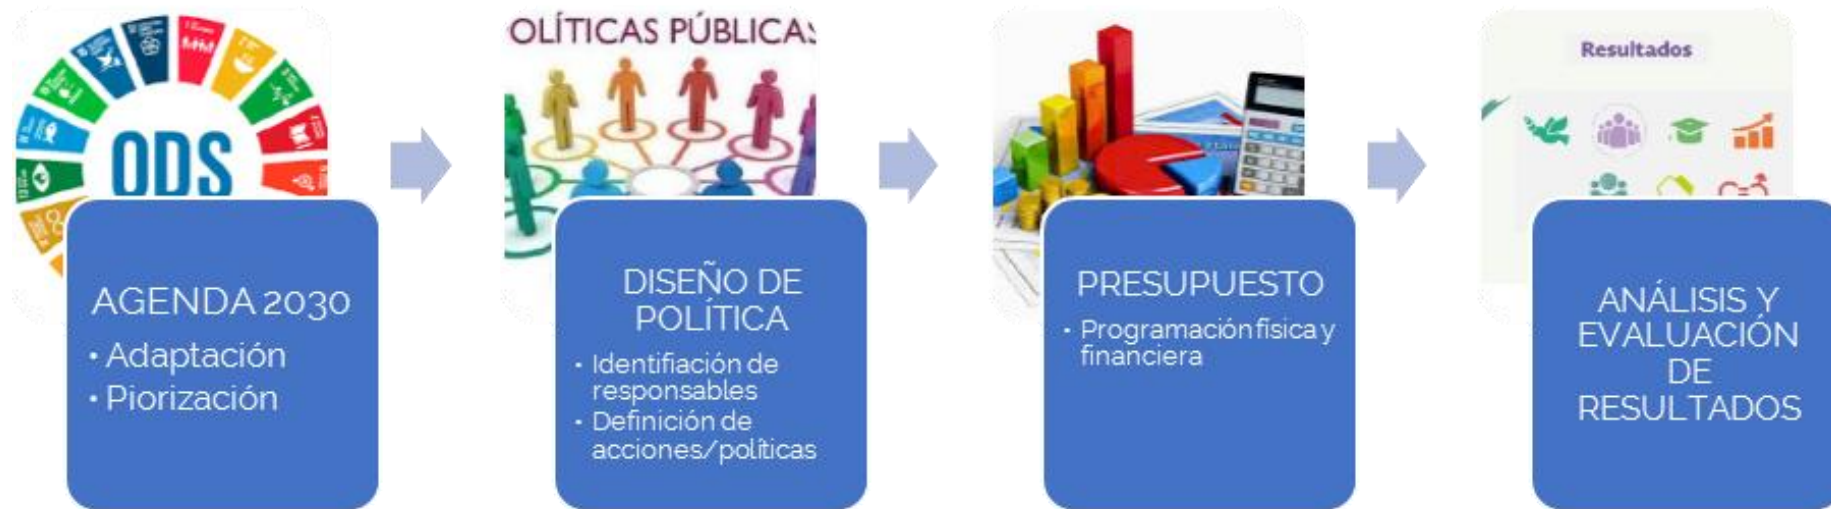 ODS
AGENDA 2030
• Adaptación
• Piorización
OLÍTICAS PÚBLICAS
DISEÑO DE
POLÍTICA
• Identifiación de
responsables
• Definición de
acciones/políticas
PRESUPUESTO
• Programación física y
financiera
Resultados
ANÁLISIS Y
EVALUACIÓN
DE
RESULTADOS